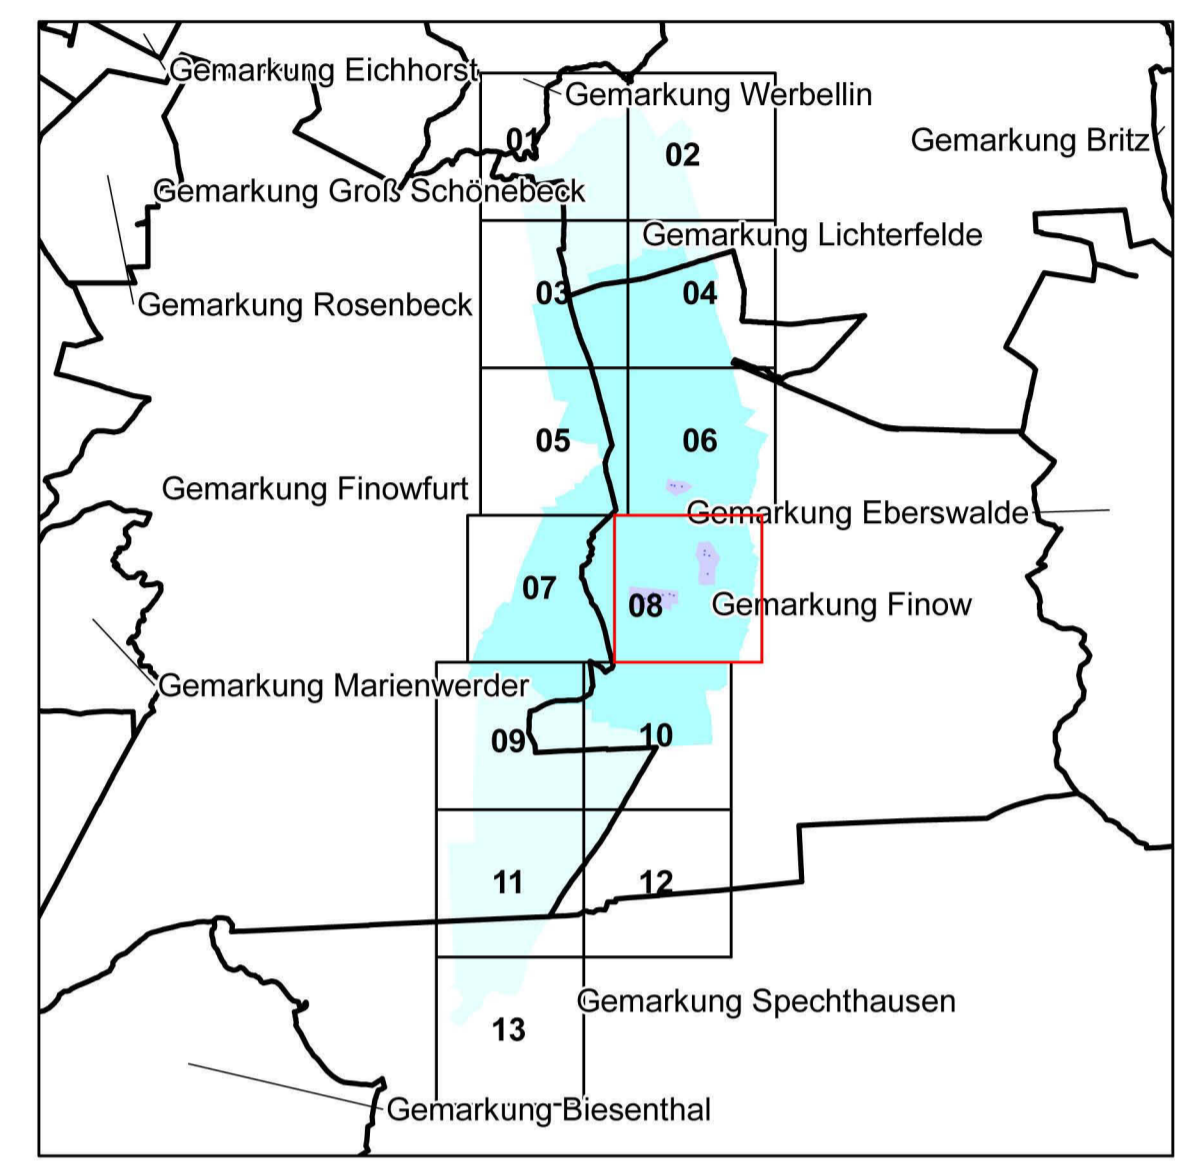 Gemarkung Eichhorst
Gemarkung Werbellin
01
02
Gemarkung Britz
Gemarkung Groß Schönebeck
Gemarkung Lichterfelde
03
04
Gemarkung Rosenbeck
05
06
Gemarkung Finowfurt
Gemarkung Eberswalde
07
08
Gemarkung Finow
Gemarkung Marienwerder
09
10
11
12
Gemarkung Spechthausen
13
Gemarkung Biesenthal